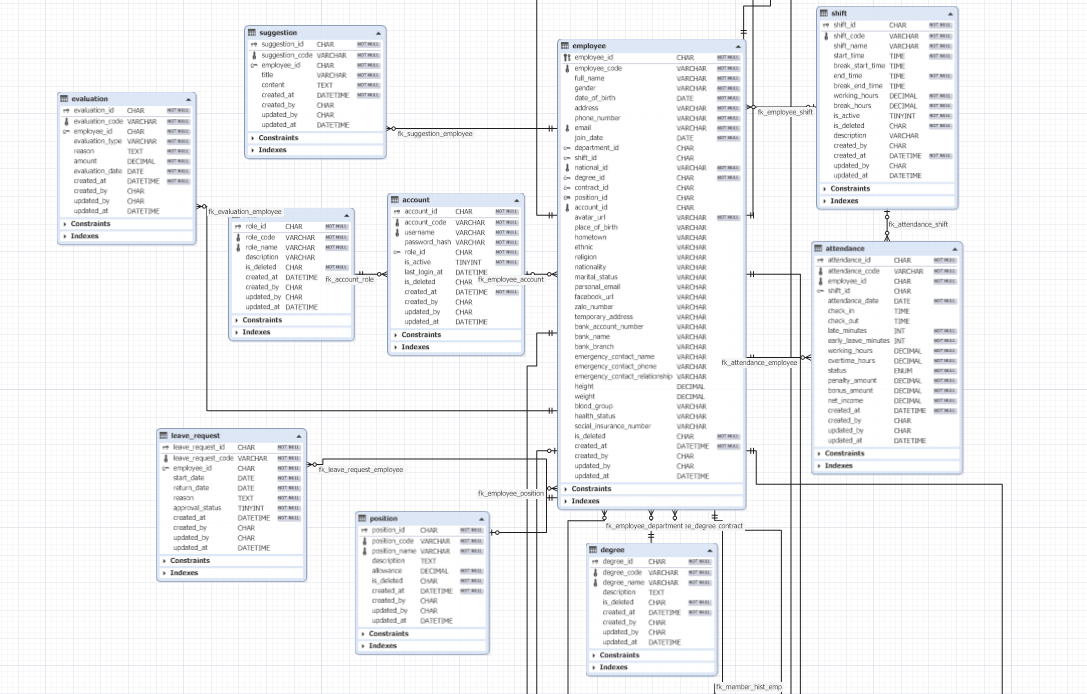 suggestion
suggestion_id CHAR NOT NULL
suggestion_code VARCHAR NOT NULL
employee_id CHAR NOT NULL
title VARCHAR NOT NULL
content TEXT NOT NULL
created_at DATETIME NOT NULL
created_by CHAR
updated_by CHAR
updated_at DATETIME
Constraints
Indexes
evaluation
evaluation_id CHAR NOT NULL
evaluation_code VARCHAR NOT NULL
employee_id CHAR NOT NULL
evaluation_type VARCHAR NOT NULL
reason TEXT NOT NULL
amount DECIMAL NOT NULL
evaluation_date DATE NOT NULL
created_at DATETIME NOT NULL
created_by CHAR
updated_by CHAR
updated_at DATETIME
Constraints
Indexes
fk_suggestion_employee
fk_evaluation_employee
role_id CHAR NOT NULL
role_code VARCHAR NOT NULL
role_name VARCHAR NOT NULL
description VARCHAR
is_deleted CHAR NOT NULL
created_at DATETIME
created_by CHAR
updated_by CHAR
updated_at DATETIME
Constraints
Indexes
fk_account_role
account
account_id CHAR NOT NULL
account_code VARCHAR NOT NULL
username VARCHAR NOT NULL
password_hash VARCHAR NOT NULL
role_id CHAR NOT NULL
is_active TINYINT NOT NULL
last_login_at DATETIME
is_deleted CHAR NOT NULL
created_at DATETIME NOT NULL
created_by CHAR
updated_by CHAR
updated_at DATETIME
Constraints
Indexes
fk_employee_account
employee
employee_id CHAR NOT NULL
employee_code VARCHAR NOT NULL
full_name VARCHAR NOT NULL
gender VARCHAR NOT NULL
date_of_birth DATE NOT NULL
address VARCHAR NOT NULL
phone_number VARCHAR NOT NULL
email VARCHAR NOT NULL
join_date DATE NOT NULL
department_id CHAR
shift_id CHAR
national_id VARCHAR NOT NULL
degree_id CHAR NOT NULL
contract_id CHAR
position_id CHAR
account_id CHAR
avatar_url VARCHAR NOT NULL
place_of_birth VARCHAR
hometown VARCHAR
ethnic VARCHAR
religion VARCHAR
nationality VARCHAR
marital_status VARCHAR
personal_email VARCHAR
facebook_url VARCHAR
zalo_number VARCHAR
temporary_address VARCHAR
bank_account_number VARCHAR
bank_name VARCHAR
bank_branch VARCHAR
emergency_contact_name VARCHAR
emergency_contact_phone VARCHAR
emergency_contact_relationship VARCHAR
height DECIMAL
weight DECIMAL
blood_group VARCHAR
health_status VARCHAR
social_insurance_number VARCHAR
is_deleted CHAR NOT NULL
created_at DATETIME NOT NULL
created_by CHAR
updated_by CHAR
updated_at DATETIME
Constraints
Indexes
shift
shift_id CHAR NOT NULL
shift_code VARCHAR NOT NULL
shift_name VARCHAR NOT NULL
start_time TIME NOT NULL
break_start_time TIME
end_time TIME NOT NULL
break_end_time TIME
working_hours DECIMAL NOT NULL
break_hours DECIMAL NOT NULL
is_active TINYINT NOT NULL
is_deleted CHAR NOT NULL
description VARCHAR
created_by CHAR
created_at DATETIME NOT NULL
updated_by CHAR
updated_at DATETIME
Constraints
Indexes
fk_employee_shift
fk_attendance_shift
attendance
attendance_id CHAR NOT NULL
attendance_code VARCHAR NOT NULL
employee_id CHAR NOT NULL
shift_id CHAR
attendance_date DATE NOT NULL
check_in TIME
check_out TIME
late_minutes INT NOT NULL
early_leave_minutes INT NOT NULL
working_hours DECIMAL NOT NULL
overtime_hours DECIMAL NOT NULL
status ENUM NOT NULL
penalty_amount DECIMAL NOT NULL
bonus_amount DECIMAL NOT NULL
net_income DECIMAL NOT NULL
created_at DATETIME NOT NULL
created_by CHAR
updated_by CHAR
updated_at DATETIME
Constraints
Indexes
fk_attendance_employee
leave_request
leave_request_id CHAR NOT NULL
leave_request_code VARCHAR NOT NULL
employee_id CHAR NOT NULL
start_date DATE NOT NULL
return_date DATE NOT NULL
reason TEXT NOT NULL
approval_status TINYINT NOT NULL
created_at DATETIME NOT NULL
created_by CHAR
updated_by CHAR
updated_at DATETIME
Constraints
Indexes
fk_leave_request_employee
fk_employee_position
position
position_id CHAR NOT NULL
position_code VARCHAR NOT NULL
position_name VARCHAR NOT NULL
description TEXT
allowance DECIMAL NOT NULL
is_deleted CHAR NOT NULL
created_at DATETIME NOT NULL
created_by CHAR
updated_by CHAR
updated_at DATETIME
Constraints
Indexes
fk_employee_department
se_degree
contract
degree
degree_id CHAR NOT NULL
degree_code VARCHAR NOT NULL
degree_name VARCHAR NOT NULL
description TEXT
is_deleted CHAR NOT NULL
created_at DATETIME NOT NULL
created_by CHAR
updated_by CHAR
updated_at DATETIME
Constraints
Indexes
fk_member_hist_emp